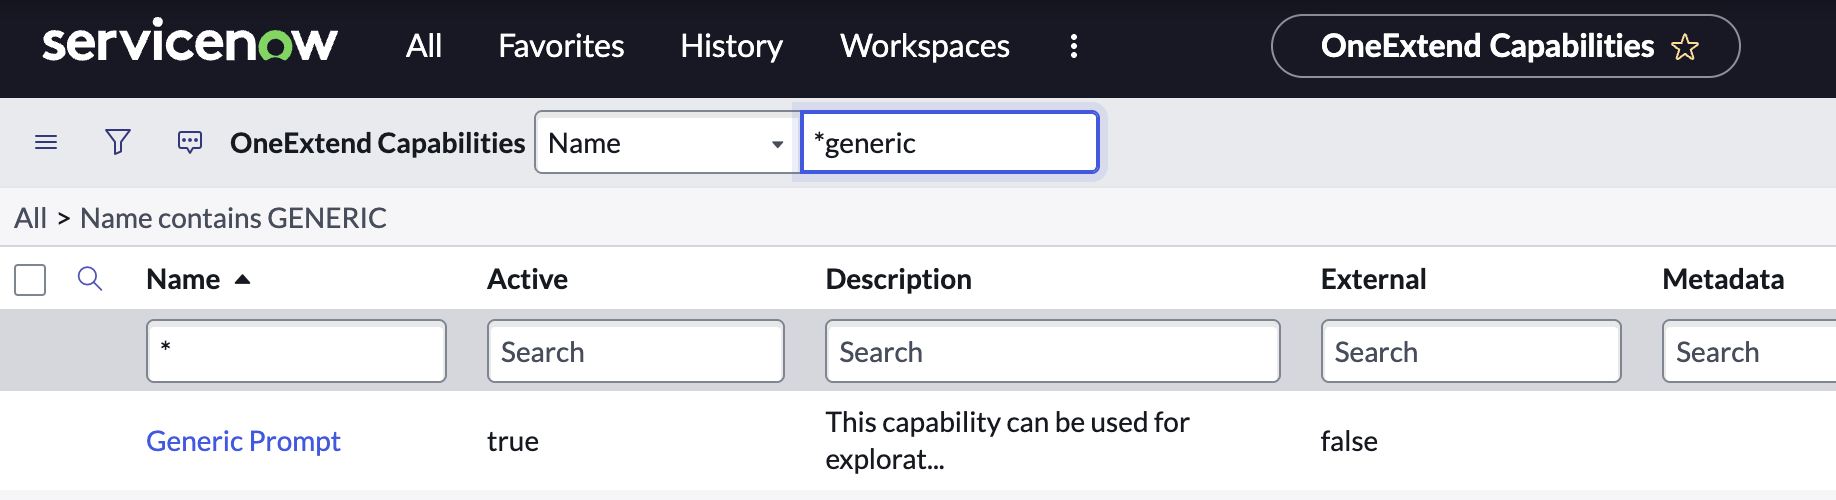 servicenow All Favorites History Workspaces OneExtend Capabilities
OneExtend Capabilities Name *generic
All > Name contains GENERIC
Name Active Description External Metadata
* Search Search Search Search
Generic Prompt true This capability can be used for explorat... false